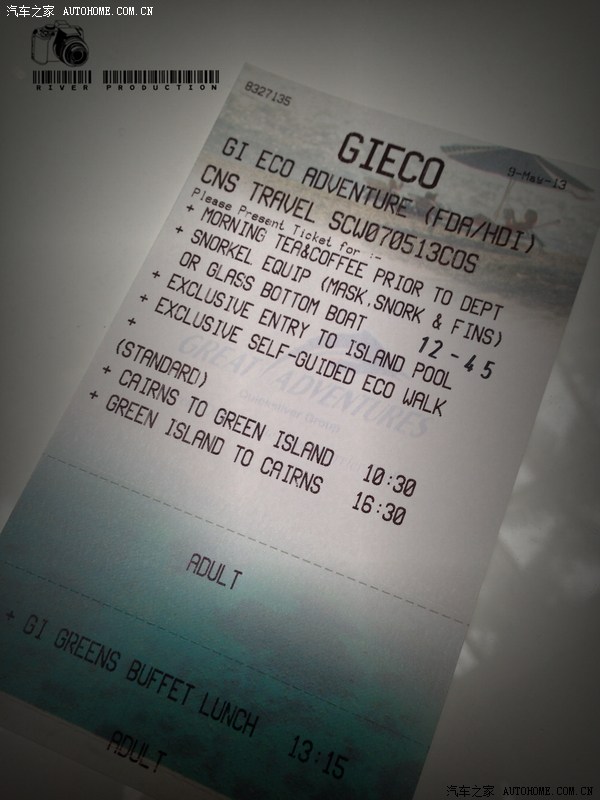 汽车之家 AUTOHOME.COM.CN
RIVER PRODUCTION
8327135
GIECO
9-May-13
GI ECO ADVENTURE (FDA/HDI)
CNS TRAVEL SCW070513COS
Please Present Ticket for :-
+ MORNING TEA&COFFEE PRIOR TO DEPT
+ SNORKEL EQUIP (MASK,SNORK & FINS)
OR GLASS BOTTOM BOAT 12-45
+ EXCLUSIVE ENTRY TO ISLAND POOL
+ EXCLUSIVE SELF-GUIDED ECO WALK
+
(STANDARD)
GREAT ADVENTURES
+ CAIRNS TO GREEN ISLAND 10:30
+ GREEN ISLAND TO CAIRNS 16:30
ADULT
+ GI GREENS BUFFET LUNCH 13:15
ADULT
汽车之家 AUTOHOME.COM.CN